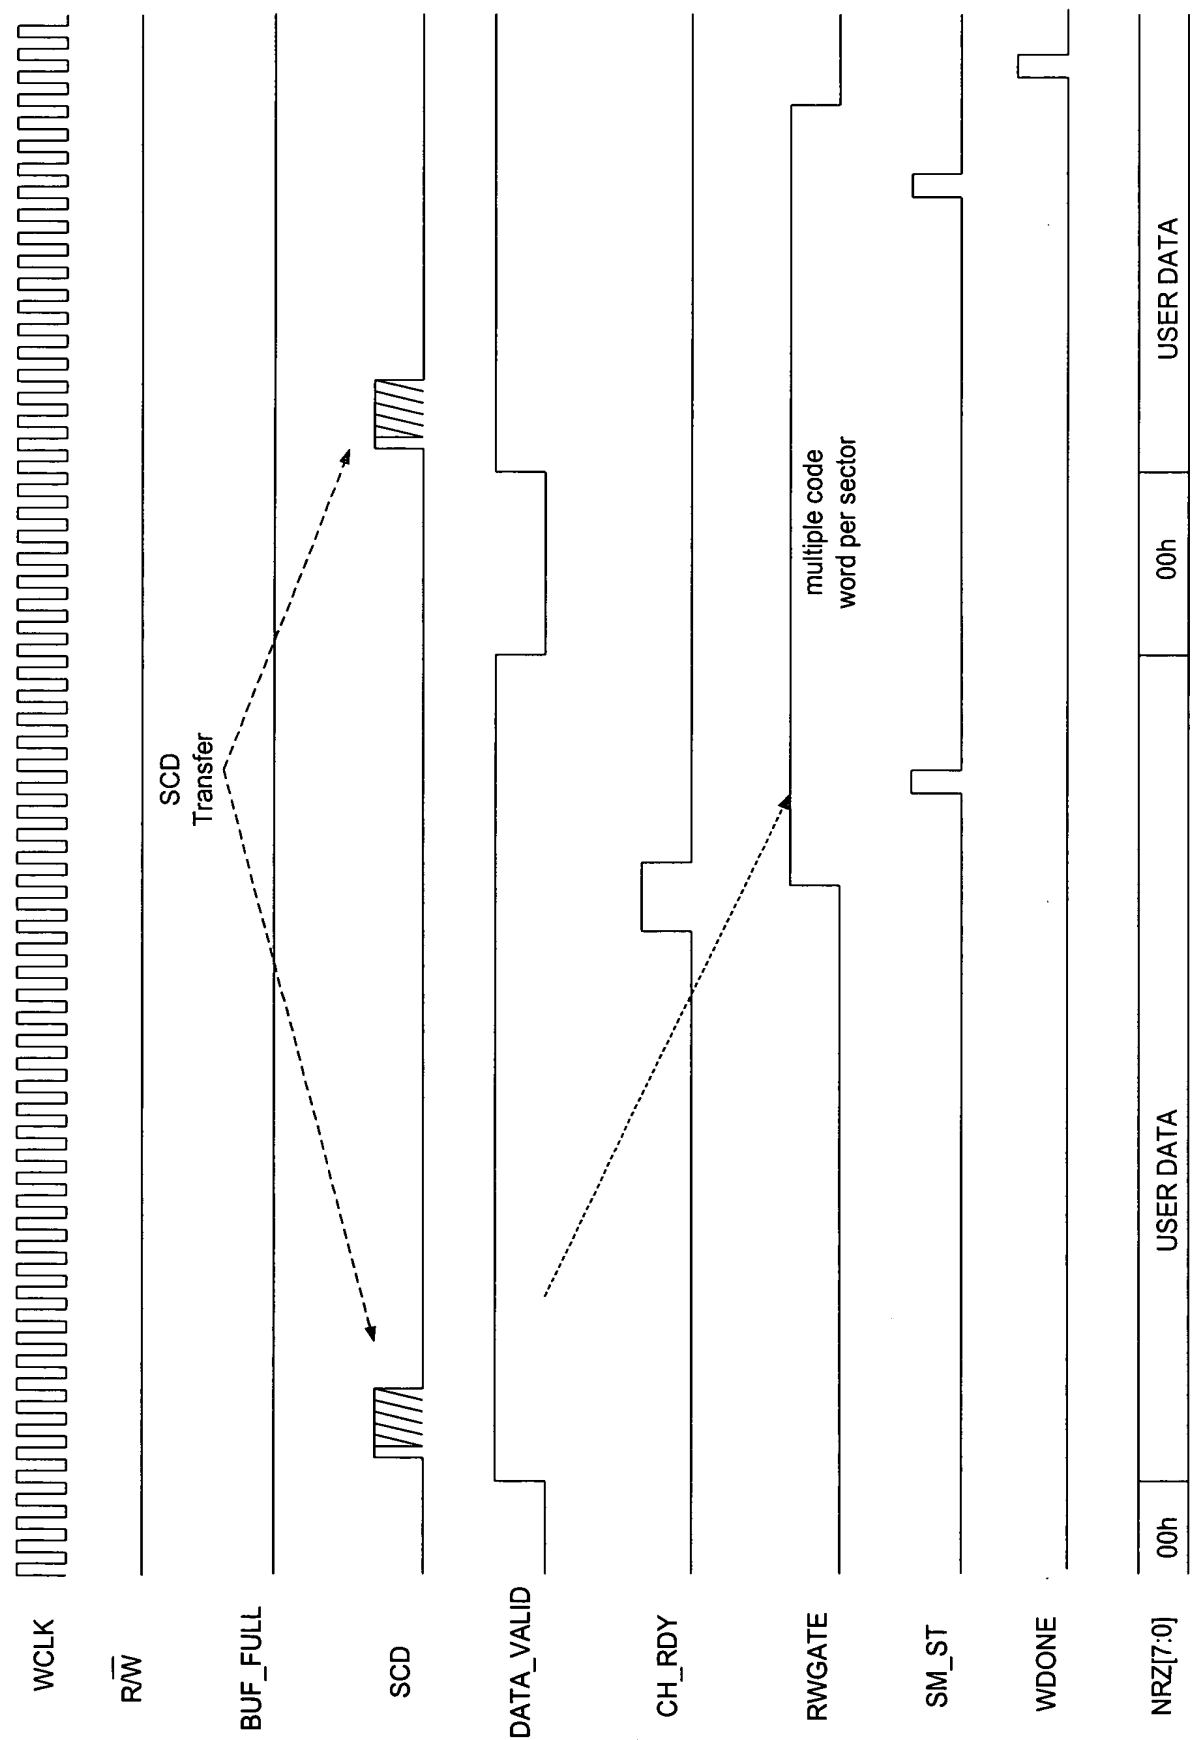 WCLK
R/W̅
BUF_FULL
SCD
DATA_VALID
CH_RDY
RWGATE
SM_ST
WDONE
NRZ[7:0]
SCD
Transfer
multiple code
word per sector
00h
USER DATA
00h
USER DATA